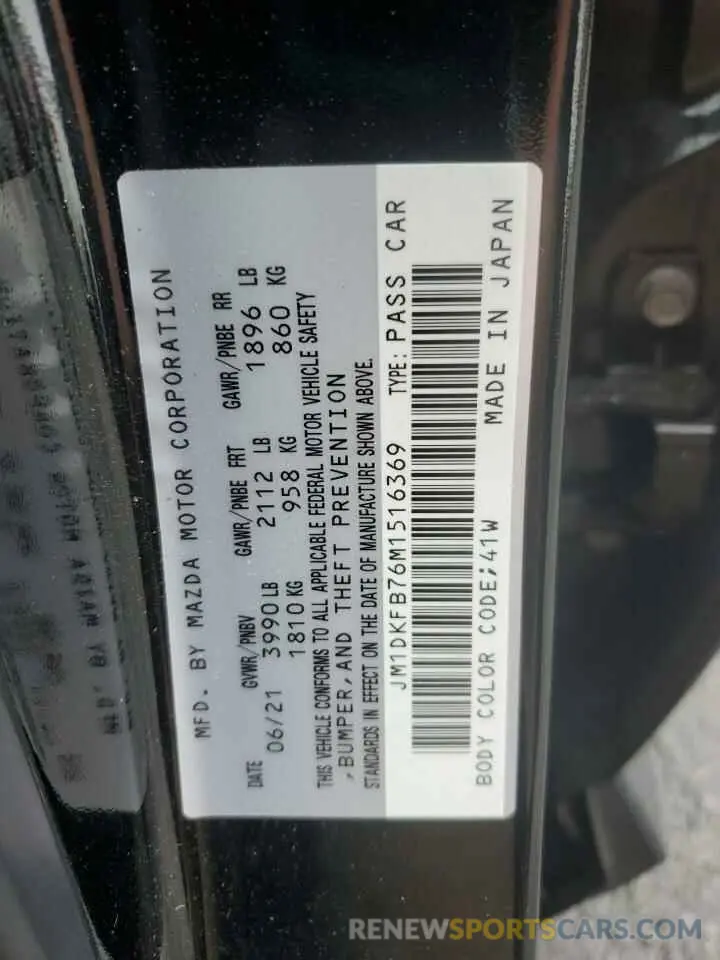 MFD. BY MAZDA MOTOR CORPORATION
DATE GVWR/PNBV GAWR/PNBE FRT GAWR/PNBE RR
06/21 3990 LB 2112 LB 1896 LB
1810 KG 958 KG 860 KG
THIS VEHICLE CONFORMS TO ALL APPLICABLE FEDERAL MOTOR VEHICLE SAFETY
,BUMPER,AND THEFT PREVENTION
STANDARDS IN EFFECT ON THE DATE OF MANUFACTURE SHOWN ABOVE.
JM1DKFB76M1516369 TYPE: PASS CAR
BODY COLOR CODE;41W MADE IN JAPAN
RENEWSPORTSCARS.COM